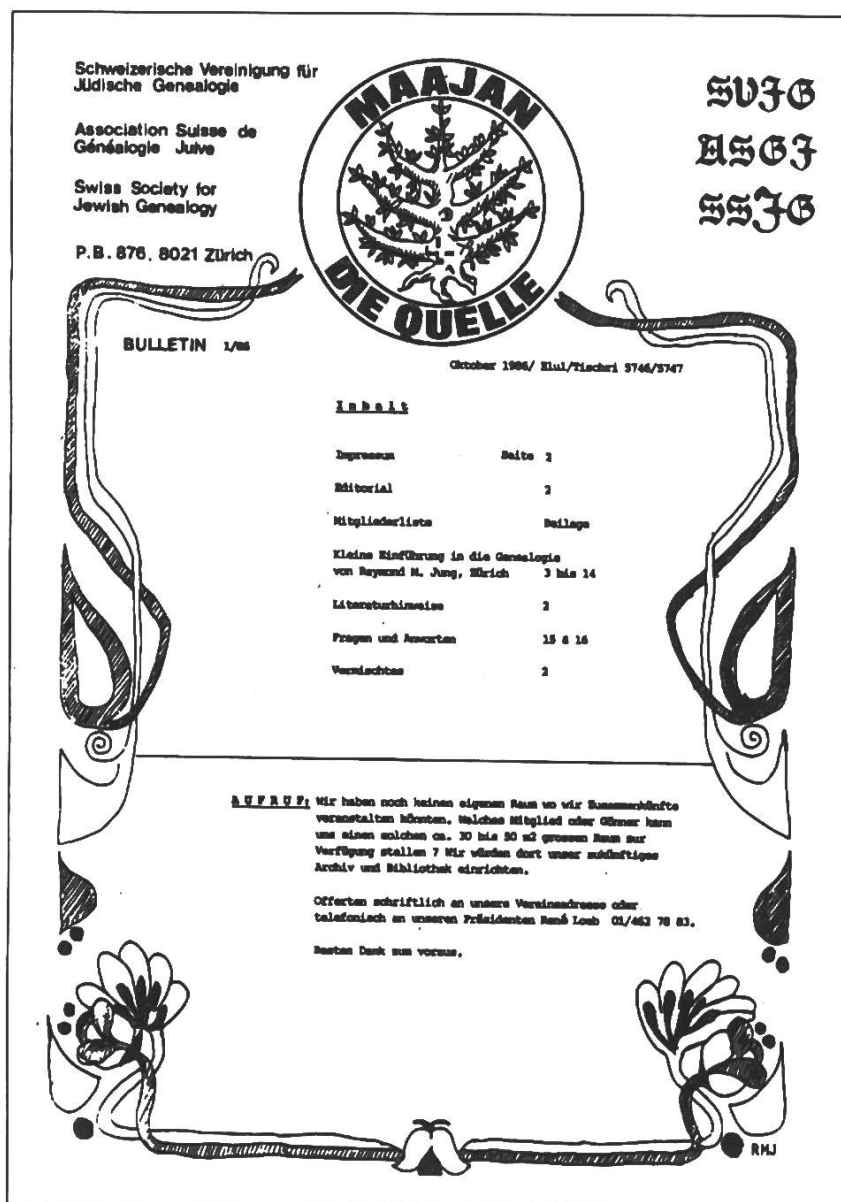 Schweizerische Vereinigung für
Jüdische Genealogie
Association Suisse de
Généalogie Juive
Swiss Society for
Jewish Genealogy
P.B. 876, 8021 Zürich
MAAJAN
DIE QUELLE
SVJG
ASGJ
SSJG
BULLETIN 1/86
Oktober 1986/ Elul/Tischri 5746/5747
Inhalt
Impressum Seite 2
Editorial 2
Mitgliederliste Beilage
Kleine Einführung in die Genealogie
von Raymond M. Jung, Zürich 3 bis 14
Literaturhinweise 2
Fragen und Anworten 15 & 16
Vermischtes 2
AUFRUF: Wir haben noch keinen eigenen Raum wo wir Zusammenkünfte
veranstalten könnten. Welches Mitglied oder Gönner kann
uns einen solchen ca. 30 bis 50 m2 grossen Raum zur
Verfügung stellen ? Wir würden dort unser zukünftiges
Archiv und Bibliothek einrichten.
Offerten schriftlich an unsere Vereinsadresse oder
telefonisch an unseren Präsidenten René Loeb 01/462 78 83.
Besten Dank zum voraus.
RMJ